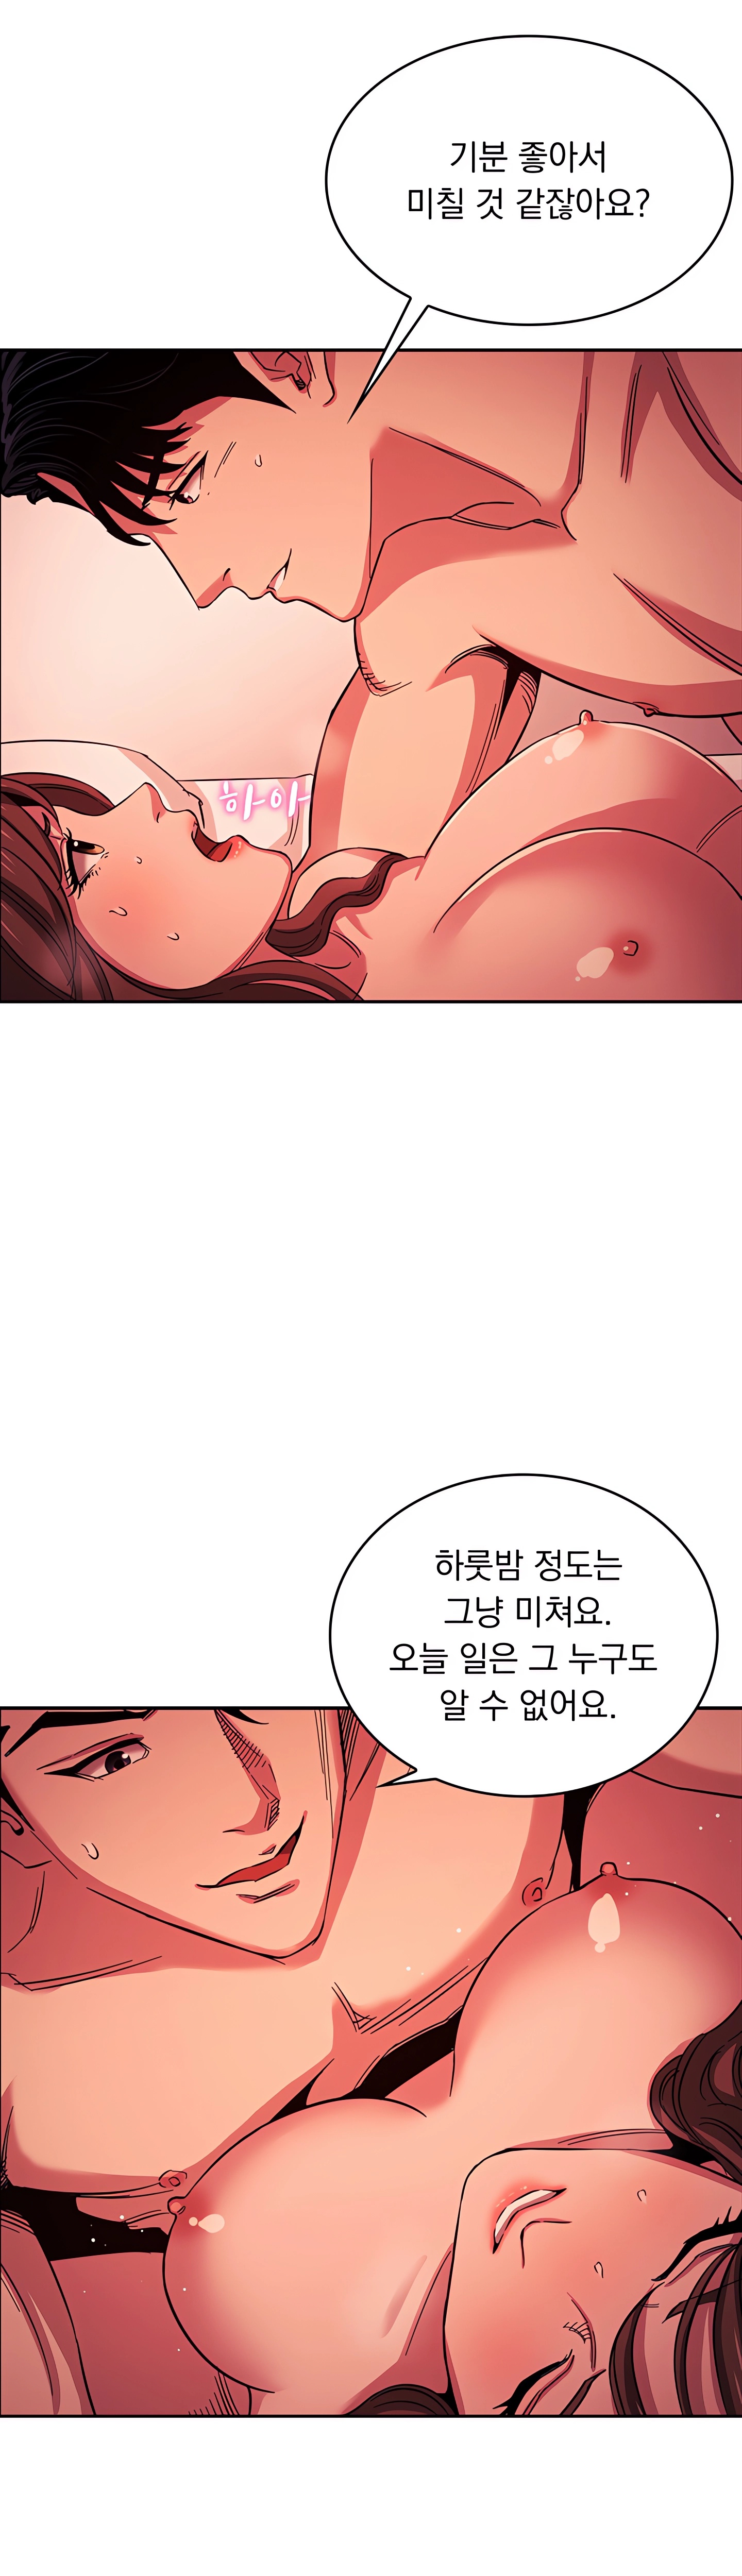 기분 좋아서
미칠 것 같잖아요?
하아
하룻밤 정도는
그냥 미쳐요.
오늘 일은 그 누구도
알 수 없어요.